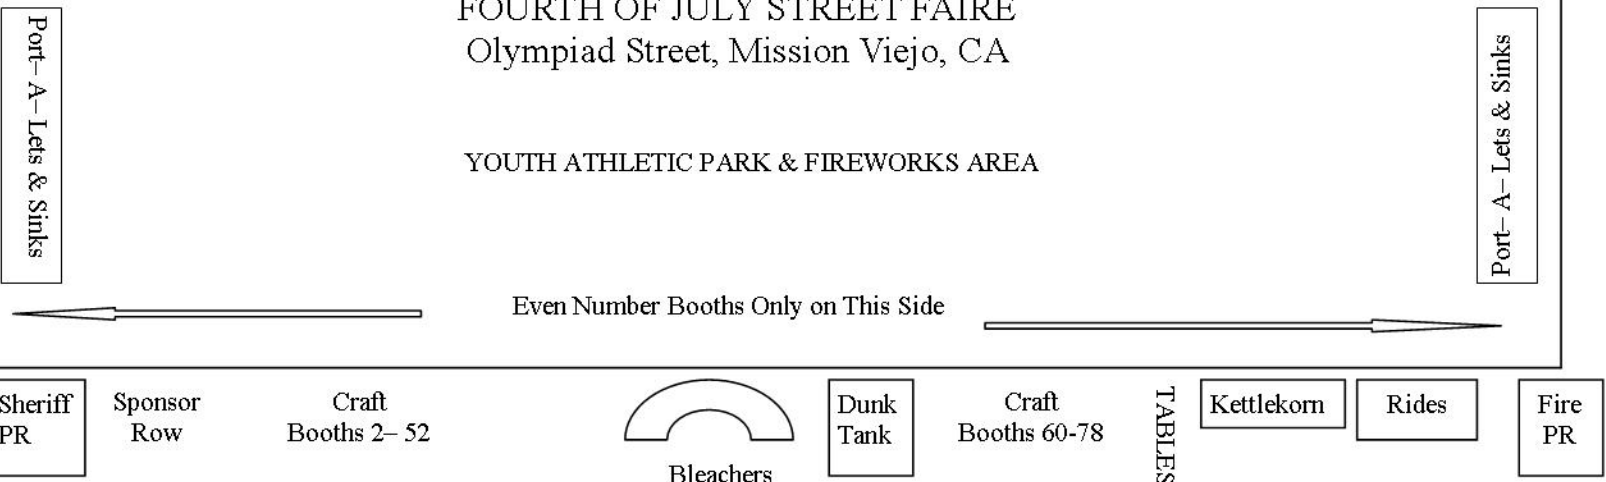 FOURTH OF JULY STREET FAIRE
Olympiad Street, Mission Viejo, CA
Port– A– Lets & Sinks
Port– A– Lets & Sinks
YOUTH ATHLETIC PARK & FIREWORKS AREA
Even Number Booths Only on This Side
Sheriff
PR
Sponsor
Row
Craft
Booths 2– 52
Bleachers
Dunk
Tank
Craft
Booths 60-78
TABLES
Kettlekorn
Rides
Fire
PR